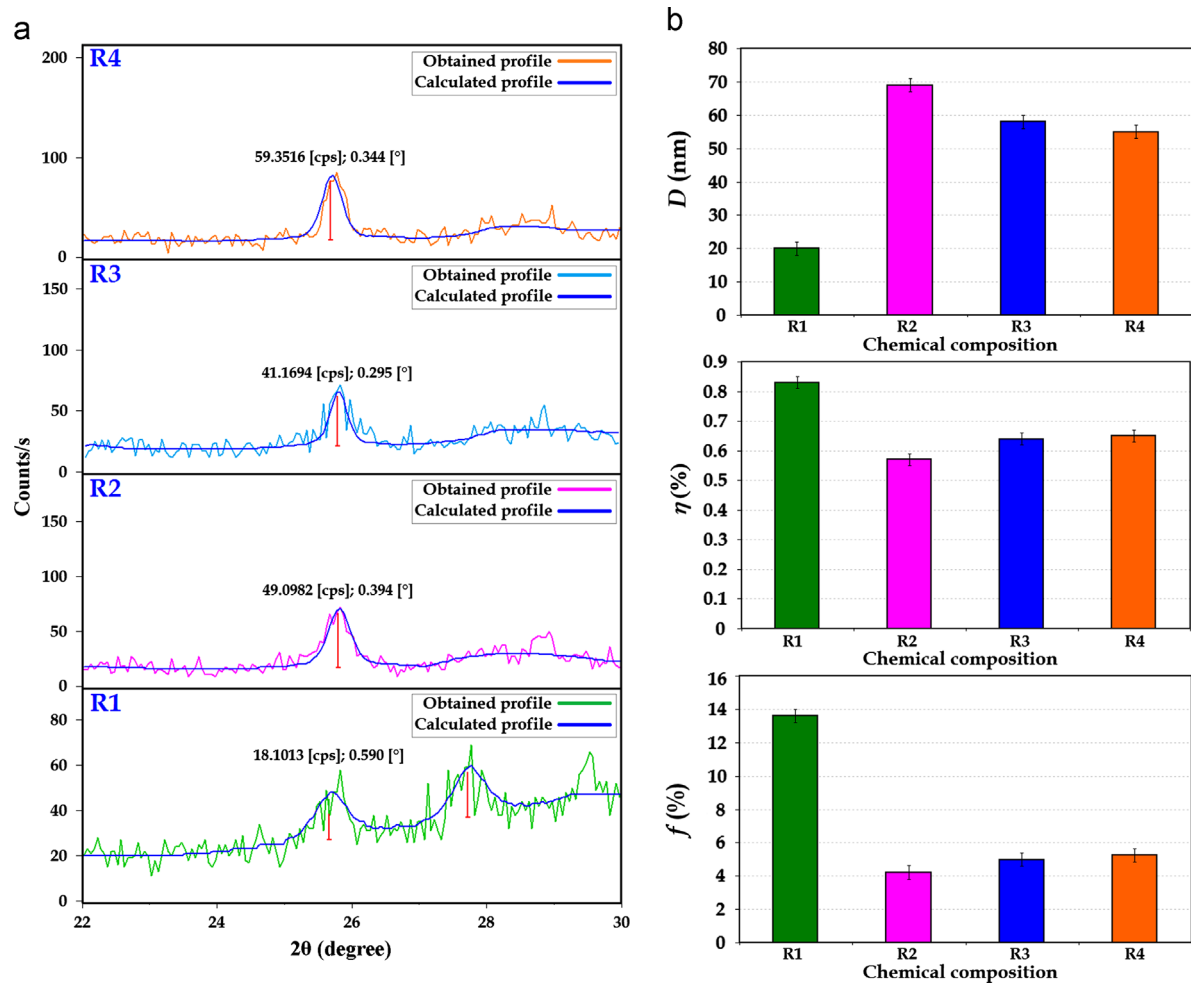 a
R4
Obtained profile
Calculated profile
59.3516 [cps]; 0.344 [°]
200
100
0
R3
Obtained profile
Calculated profile
41.1694 [cps]; 0.295 [°]
150
100
50
0
R2
Obtained profile
Calculated profile
49.0982 [cps]; 0.394 [°]
150
100
50
0
R1
Obtained profile
Calculated profile
18.1013 [cps]; 0.590 [°]
80
60
40
20
0
22 24 26 28 30
2θ (degree)
Counts/s
b
80
70
60
50
40
30
20
10
0
D (nm)
R1 R2 R3 R4
Chemical composition
0.9
0.8
0.7
0.6
0.5
0.4
0.3
0.2
0.1
0
η (%)
R1 R2 R3 R4
Chemical composition
16
14
12
10
8
6
4
2
0
f (%)
R1 R2 R3 R4
Chemical composition